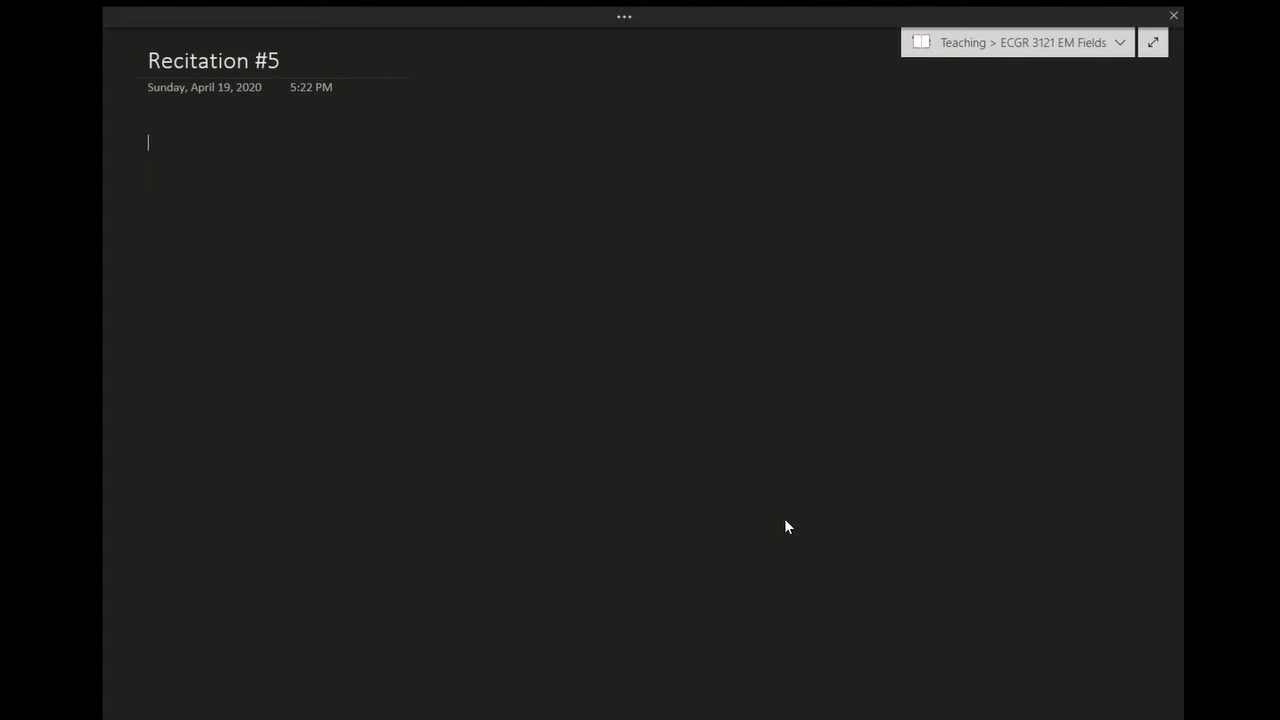 Teaching > ECGR 3121 EM Fields
Recitation #5
Sunday, April 19, 2020 5:22 PM